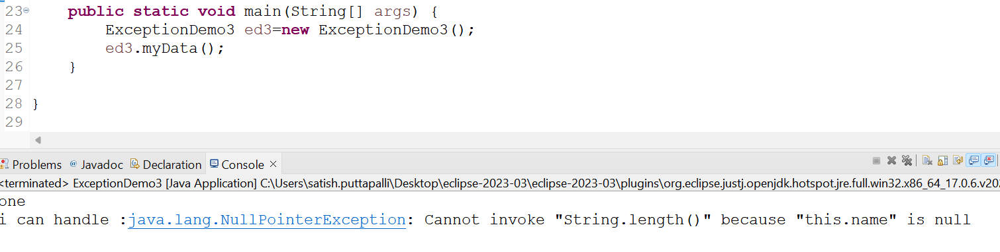 23 public static void main(String[] args) {
24 ExceptionDemo3 ed3=new ExceptionDemo3();
25 ed3.myData();
26 }
27
28 }
29
Problems @ Javadoc Declaration Console
<terminated> ExceptionDemo3 [Java Application] C:\Users\satish.puttapalli\Desktop\eclipse-2023-03\eclipse-2023-03\plugins\org.eclipse.justj.openjdk.hotspot.jre.full.win32.x86_64_17.0.6.v20
one
i can handle :java.lang.NullPointerException: Cannot invoke "String.length()" because "this.name" is null